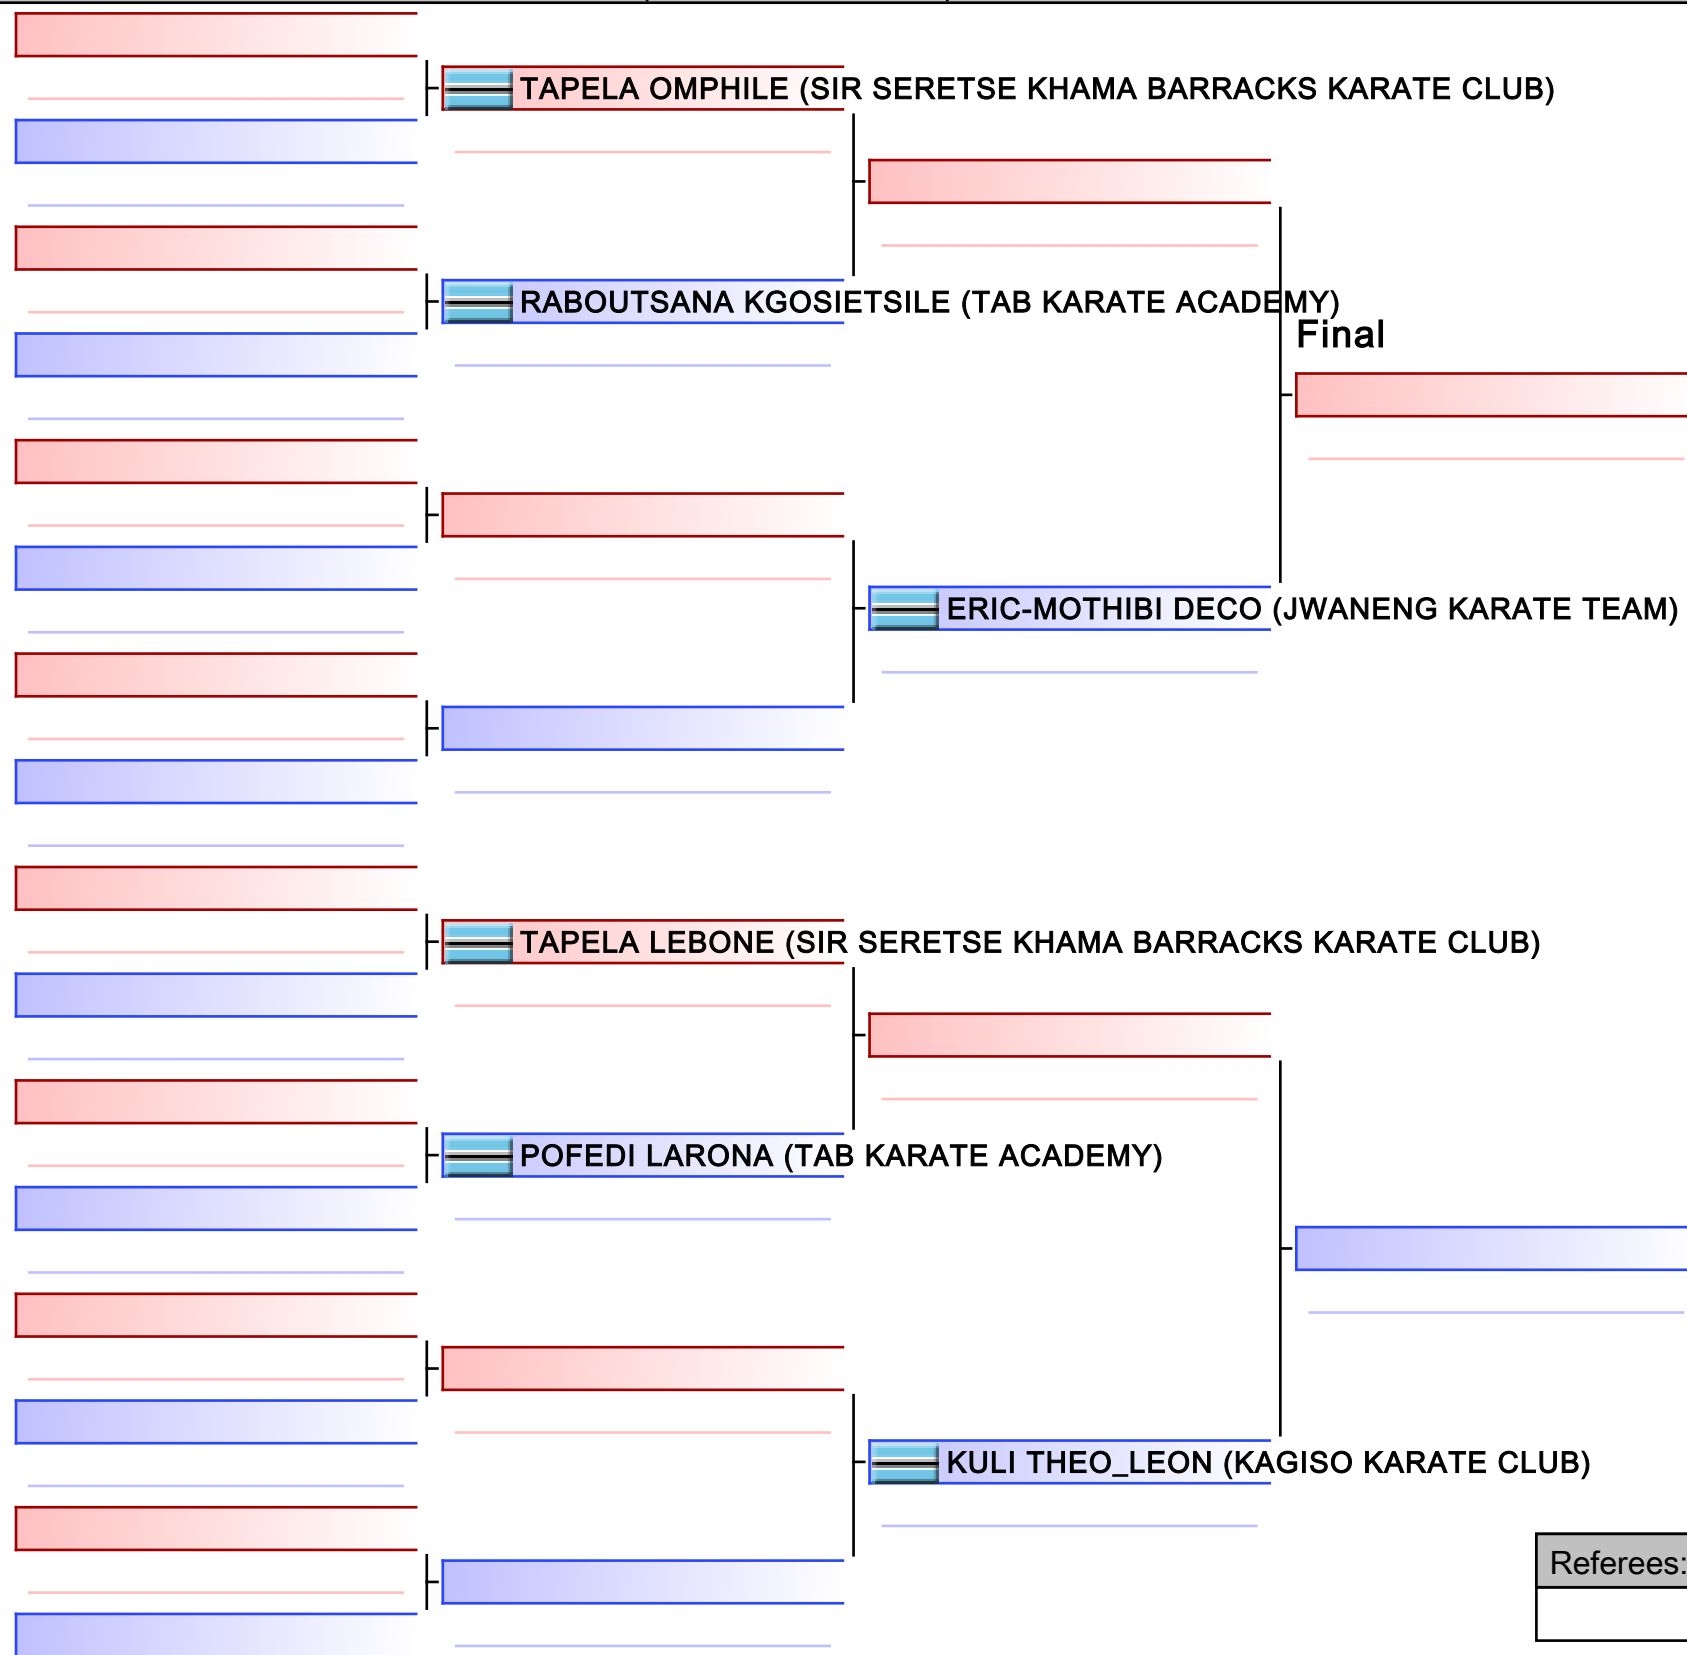 TAPELA OMPHILE (SIR SERETSE KHAMA BARRACKS KARATE CLUB)
RABOUTSANA KGOSIETSILE (TAB KARATE ACADEMY)
Final
ERIC-MOTHIBI DECO (JWANENG KARATE TEAM)
TAPELA LEBONE (SIR SERETSE KHAMA BARRACKS KARATE CLUB)
POFEDI LARONA (TAB KARATE ACADEMY)
KULI THEO_LEON (KAGISO KARATE CLUB)
Referees: